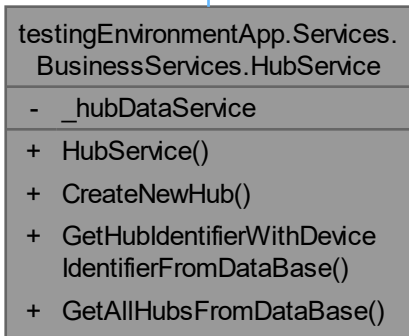 testingEnvironmentApp.Services.
BusinessServices.HubService
- _hubDataService
+ HubService()
+ CreateNewHub()
+ GetHubIdentifierWithDevice
IdentifierFromDataBase()
+ GetAllHubsFromDataBase()